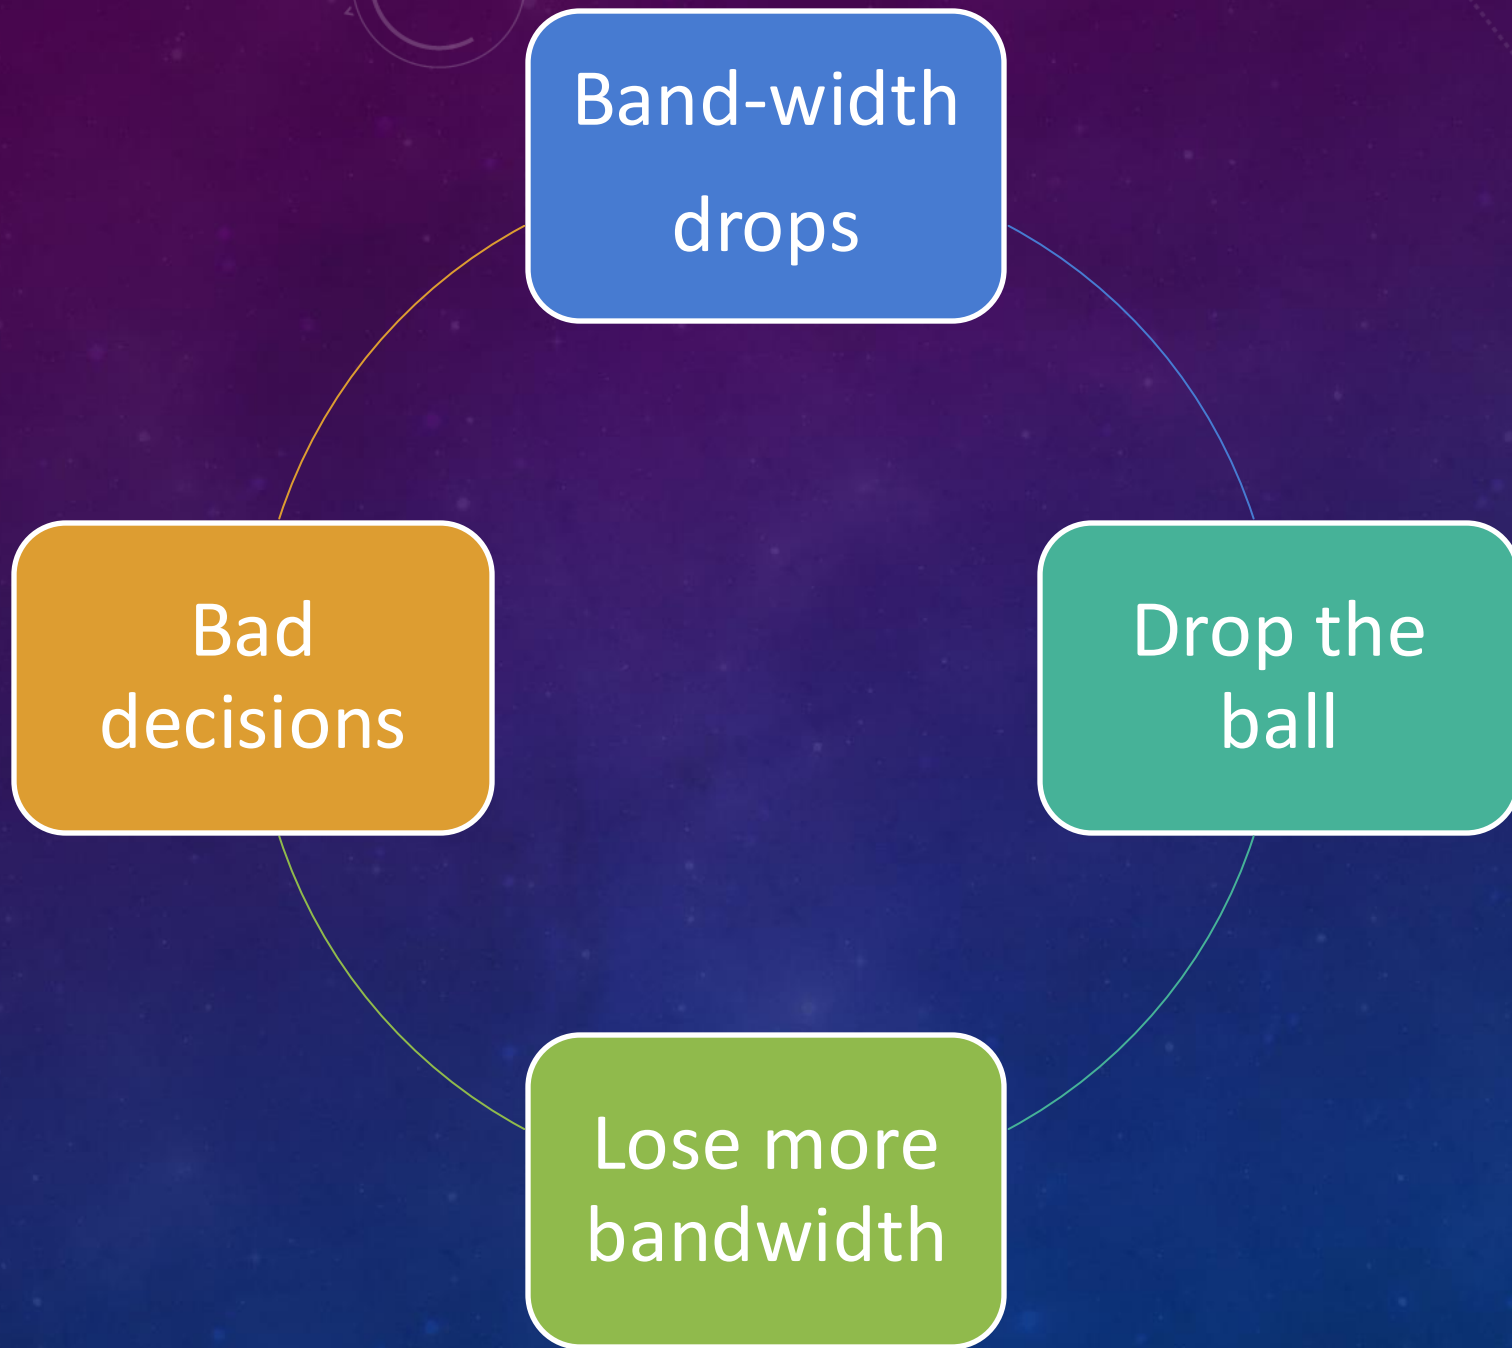 Band-width
drops
Drop the
ball
Lose more
bandwidth
Bad
decisions